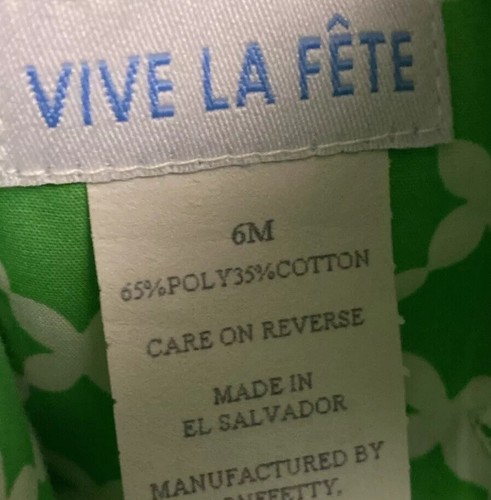 VIVE LA FÊTE
6M
65%POLY35%COTTON
CARE ON REVERSE
MADE IN
EL SALVADOR
MANUFACTURED BY